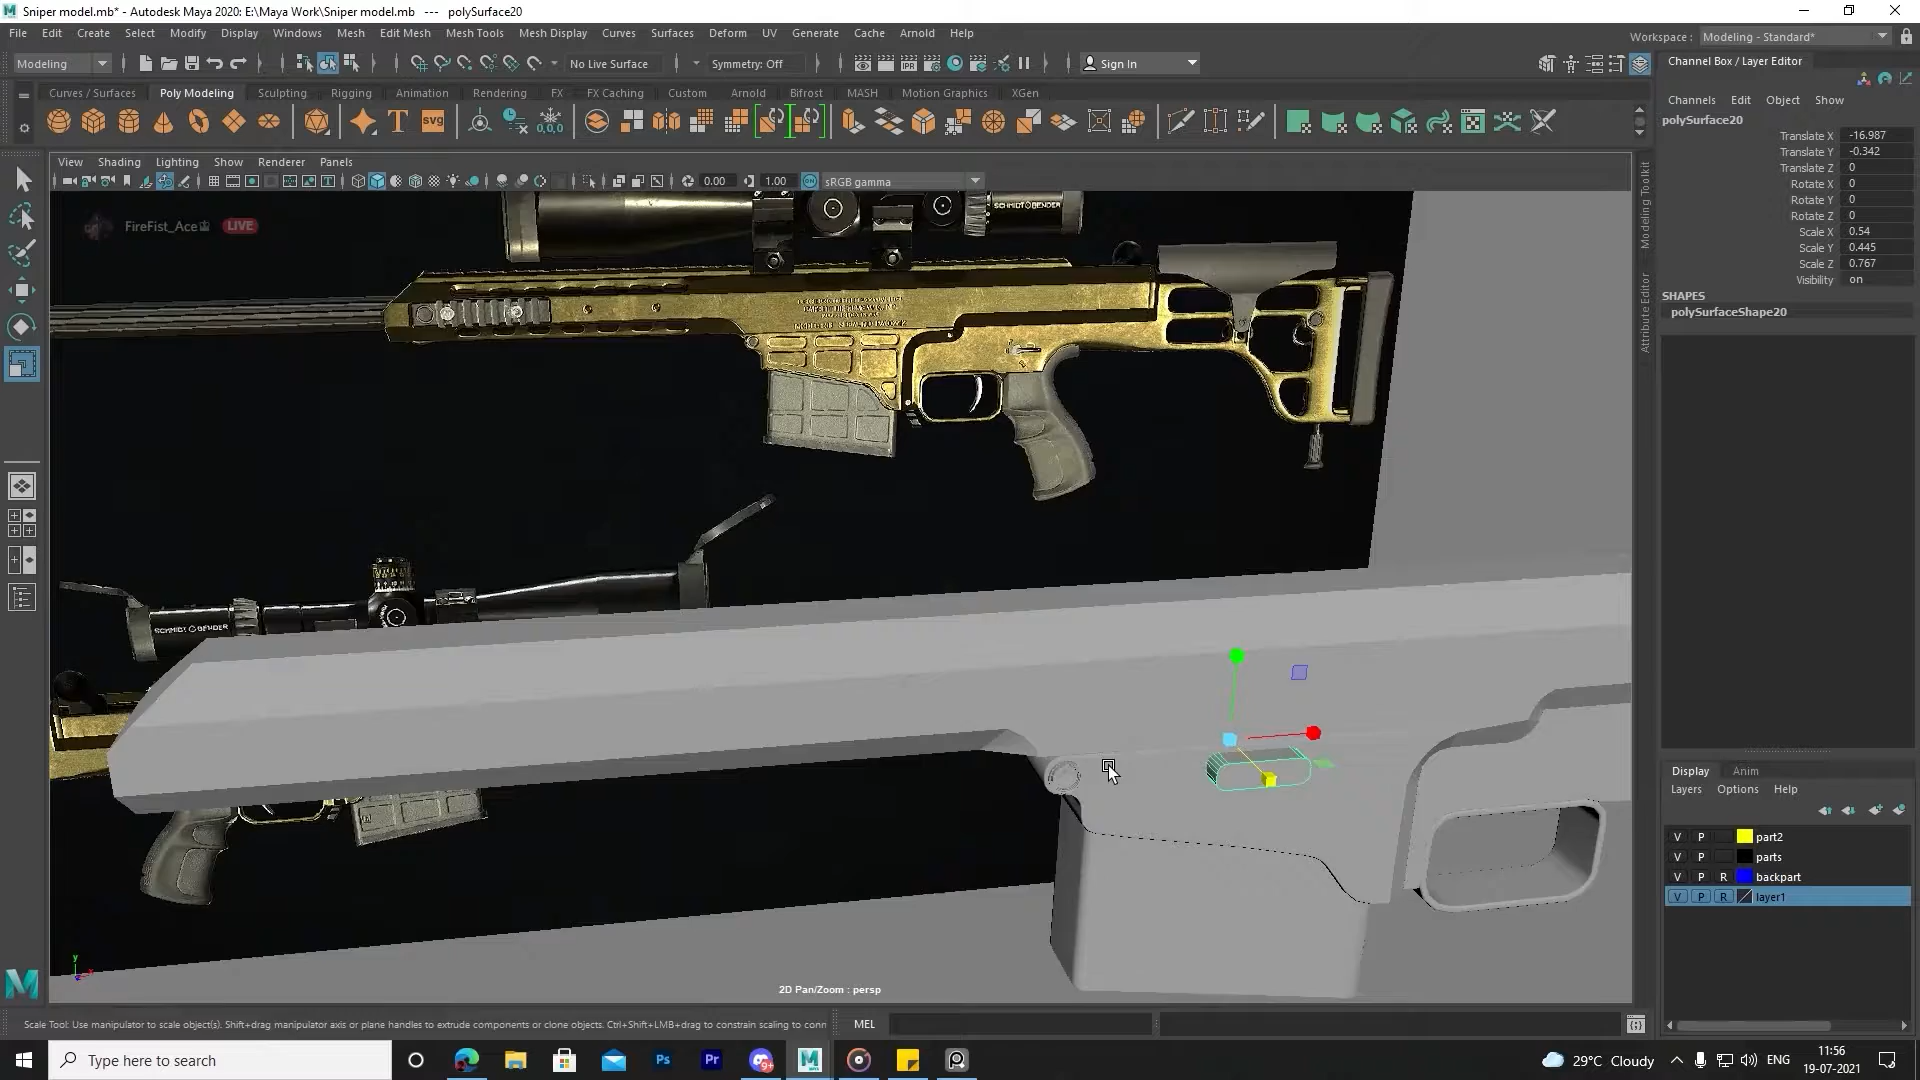 Sniper model.mb* - Autodesk Maya 2020: E:\Maya Work\Sniper model.mb   ---   polySurface20
File Edit Create Select Modify Display Windows Mesh Edit Mesh Mesh Tools Mesh Display Curves Surfaces Deform UV Generate Cache Arnold Help
Workspace : Modeling - Standard*
Modeling No Live Surface Symmetry: Off Sign In
Channel Box / Layer Editor
Curves / Surfaces Poly Modeling Sculpting Rigging Animation Rendering FX FX Caching Custom Arnold Bifrost MASH Motion Graphics XGen
Channels Edit Object Show
polySurface20
Translate X -16.987
Translate Y -0.342
Translate Z 0
Rotate X 0
Rotate Y 0
Rotate Z 0
Scale X 0.54
Scale Y 0.445
Scale Z 0.767
Visibility on
SHAPES
polySurfaceShape20
View Shading Lighting Show Renderer Panels
0.00 1.00 sRGB gamma
Modeling Toolkit
Attribute Editor
FireFist_Ace LIVE
SCHMIDT BENDER
SCHMIDT BENDER
2D Pan/Zoom : persp
Display Anim
Layers Options Help
V P part2
V P parts
V P R backpart
V P R layer1
Scale Tool: Use manipulator to scale object(s). Shift+drag manipulator axis or plane handles to extrude components or clone objects. Ctrl+Shift+LMB+drag to constrain scaling to conn
MEL
Type here to search
29°C Cloudy
ENG
11:56
19-07-2021